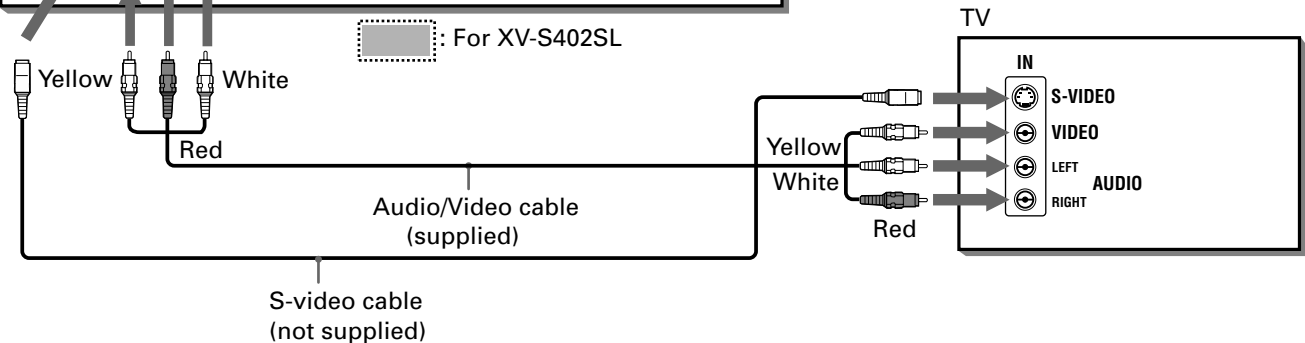 TV
: For XV-S402SL
IN
Yellow
White
S-VIDEO
VIDEO
Red
Yellow
LEFT
White
AUDIO
RIGHT
Audio/Video cable
(supplied)
Red
S-video cable
(not supplied)